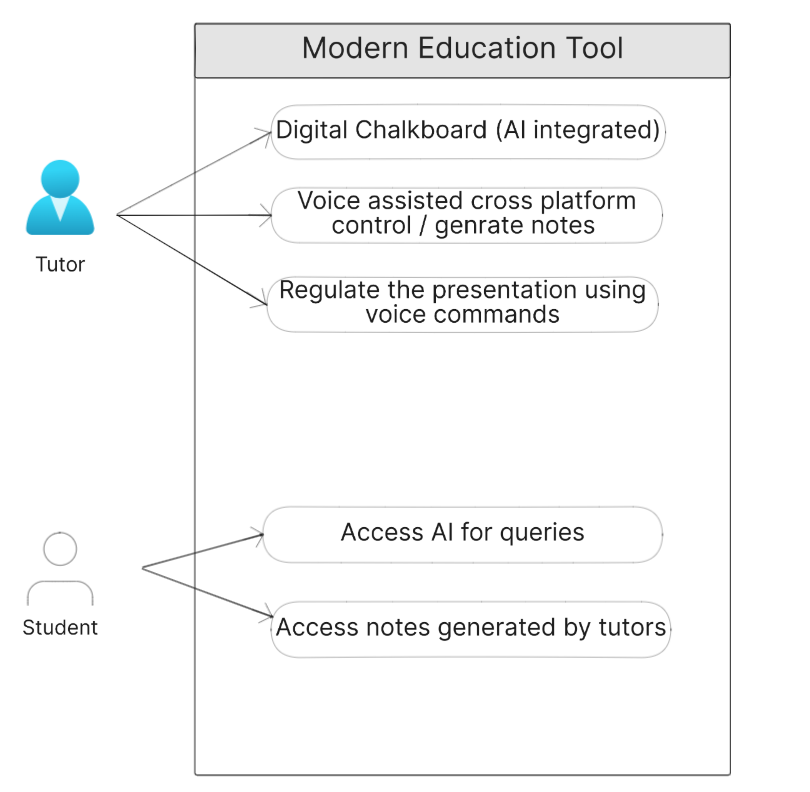 Modern Education Tool
Digital Chalkboard (AI integrated)
Voice assisted cross platform
control / genrate notes
Tutor
Regulate the presentation using
voice commands
Access AI for queries
Student
Access notes generated by tutors